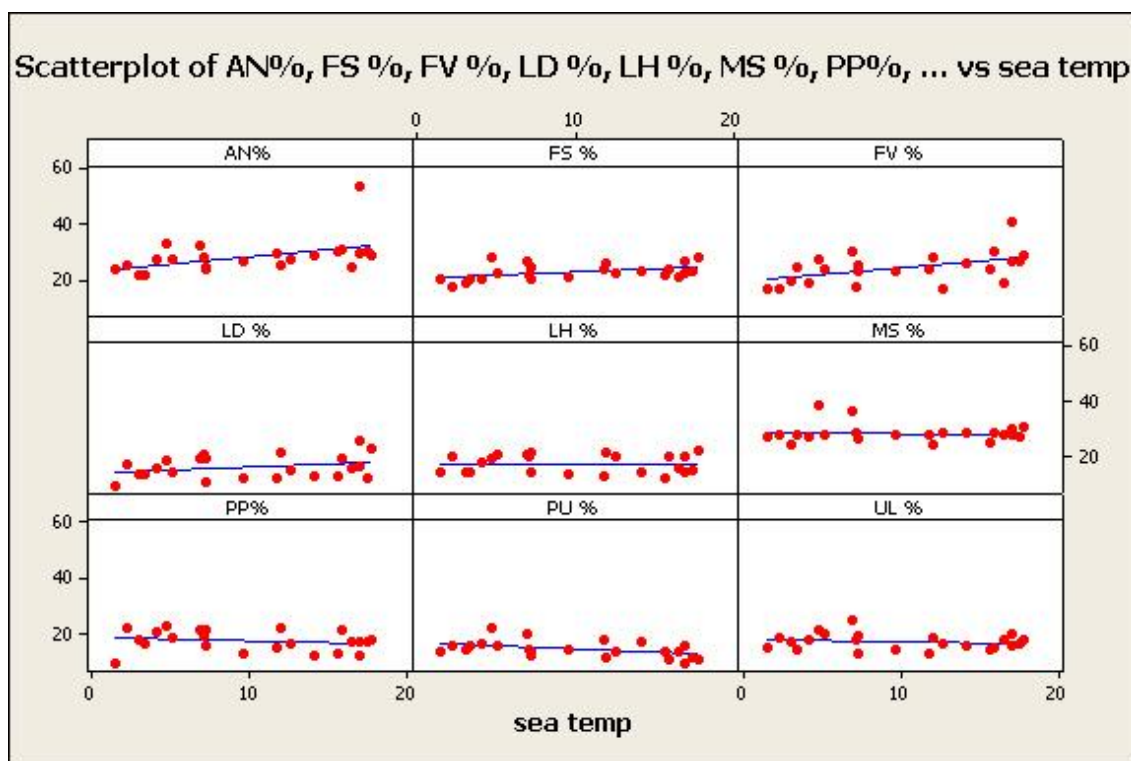 Scatterplot of AN%, FS %, FV %, LD %, LH %, MS %, PP%, ... vs sea temp
0 10 20
AN% FS % FV %
60
40
20
LD % LH % MS %
60
40
20
PP% PU % UL %
60
40
20
0 10 20 0 10 20
sea temp